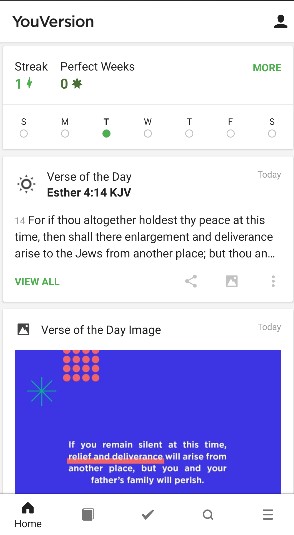 YouVersion
Streak Perfect Weeks MORE
1 0
S M T W T F S
Verse of the Day Today
Esther 4:14 KJV
14 For if thou altogether holdest thy peace at this
time, then shall there enlargement and deliverance
arise to the Jews from another place; but thou an...
VIEW ALL
Verse of the Day Image Today
If you remain silent at this time,
relief and deliverance will arise from
another place, but you and your
father's family will perish.
Home